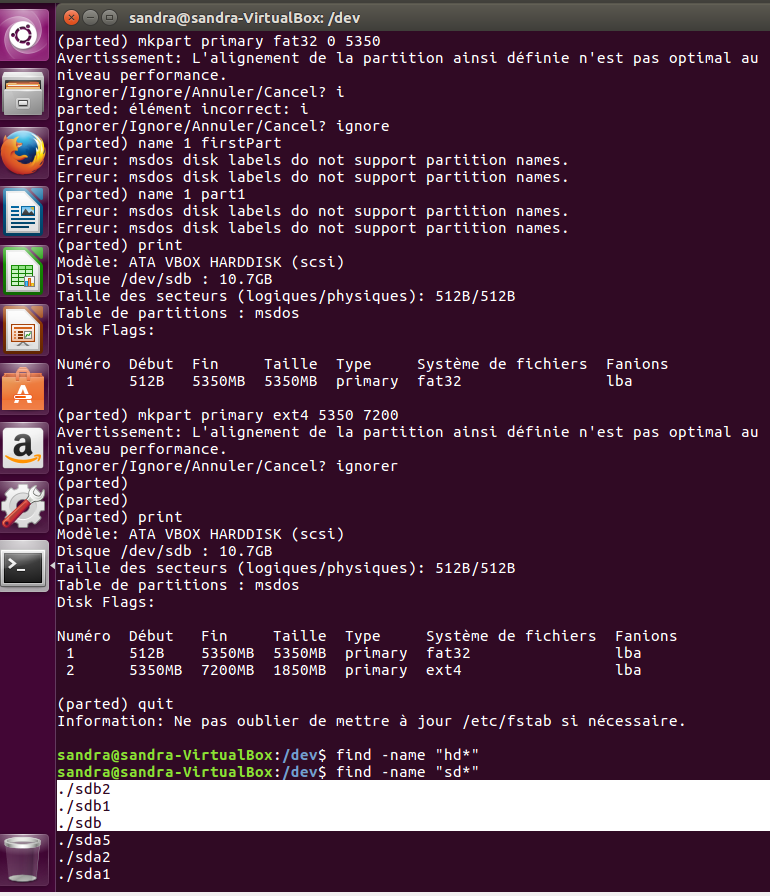 sandra@sandra-VirtualBox: /dev
(parted) mkpart primary fat32 0 5350
Avertissement: L'alignement de la partition ainsi définie n'est pas optimal au
niveau performance.
Ignorer/Ignore/Annuler/Cancel? i
parted: élément incorrect: i
Ignorer/Ignore/Annuler/Cancel? ignore
(parted) name 1 firstPart
Erreur: msdos disk labels do not support partition names.
Erreur: msdos disk labels do not support partition names.
(parted) name 1 part1
Erreur: msdos disk labels do not support partition names.
Erreur: msdos disk labels do not support partition names.
(parted) print
Modèle: ATA VBOX HARDDISK (scsi)
Disque /dev/sdb : 10.7GB
Taille des secteurs (logiques/physiques): 512B/512B
Table de partitions : msdos
Disk Flags:
Numéro  Début  Fin     Taille  Type     Système de fichiers  Fanions
 1      512B   5350MB  5350MB  primary  fat32                lba
(parted) mkpart primary ext4 5350 7200
Avertissement: L'alignement de la partition ainsi définie n'est pas optimal au
niveau performance.
Ignorer/Ignore/Annuler/Cancel? ignorer
(parted)
(parted)
(parted) print
Modèle: ATA VBOX HARDDISK (scsi)
Disque /dev/sdb : 10.7GB
Taille des secteurs (logiques/physiques): 512B/512B
Table de partitions : msdos
Disk Flags:
Numéro  Début   Fin     Taille  Type     Système de fichiers  Fanions
 1      512B    5350MB  5350MB  primary  fat32                lba
 2      5350MB  7200MB  1850MB  primary  ext4                 lba
(parted) quit
Information: Ne pas oublier de mettre à jour /etc/fstab si nécessaire.
sandra@sandra-VirtualBox:/dev$ find -name "hd*"
sandra@sandra-VirtualBox:/dev$ find -name "sd*"
./sdb2
./sdb1
./sdb
./sda5
./sda2
./sda1